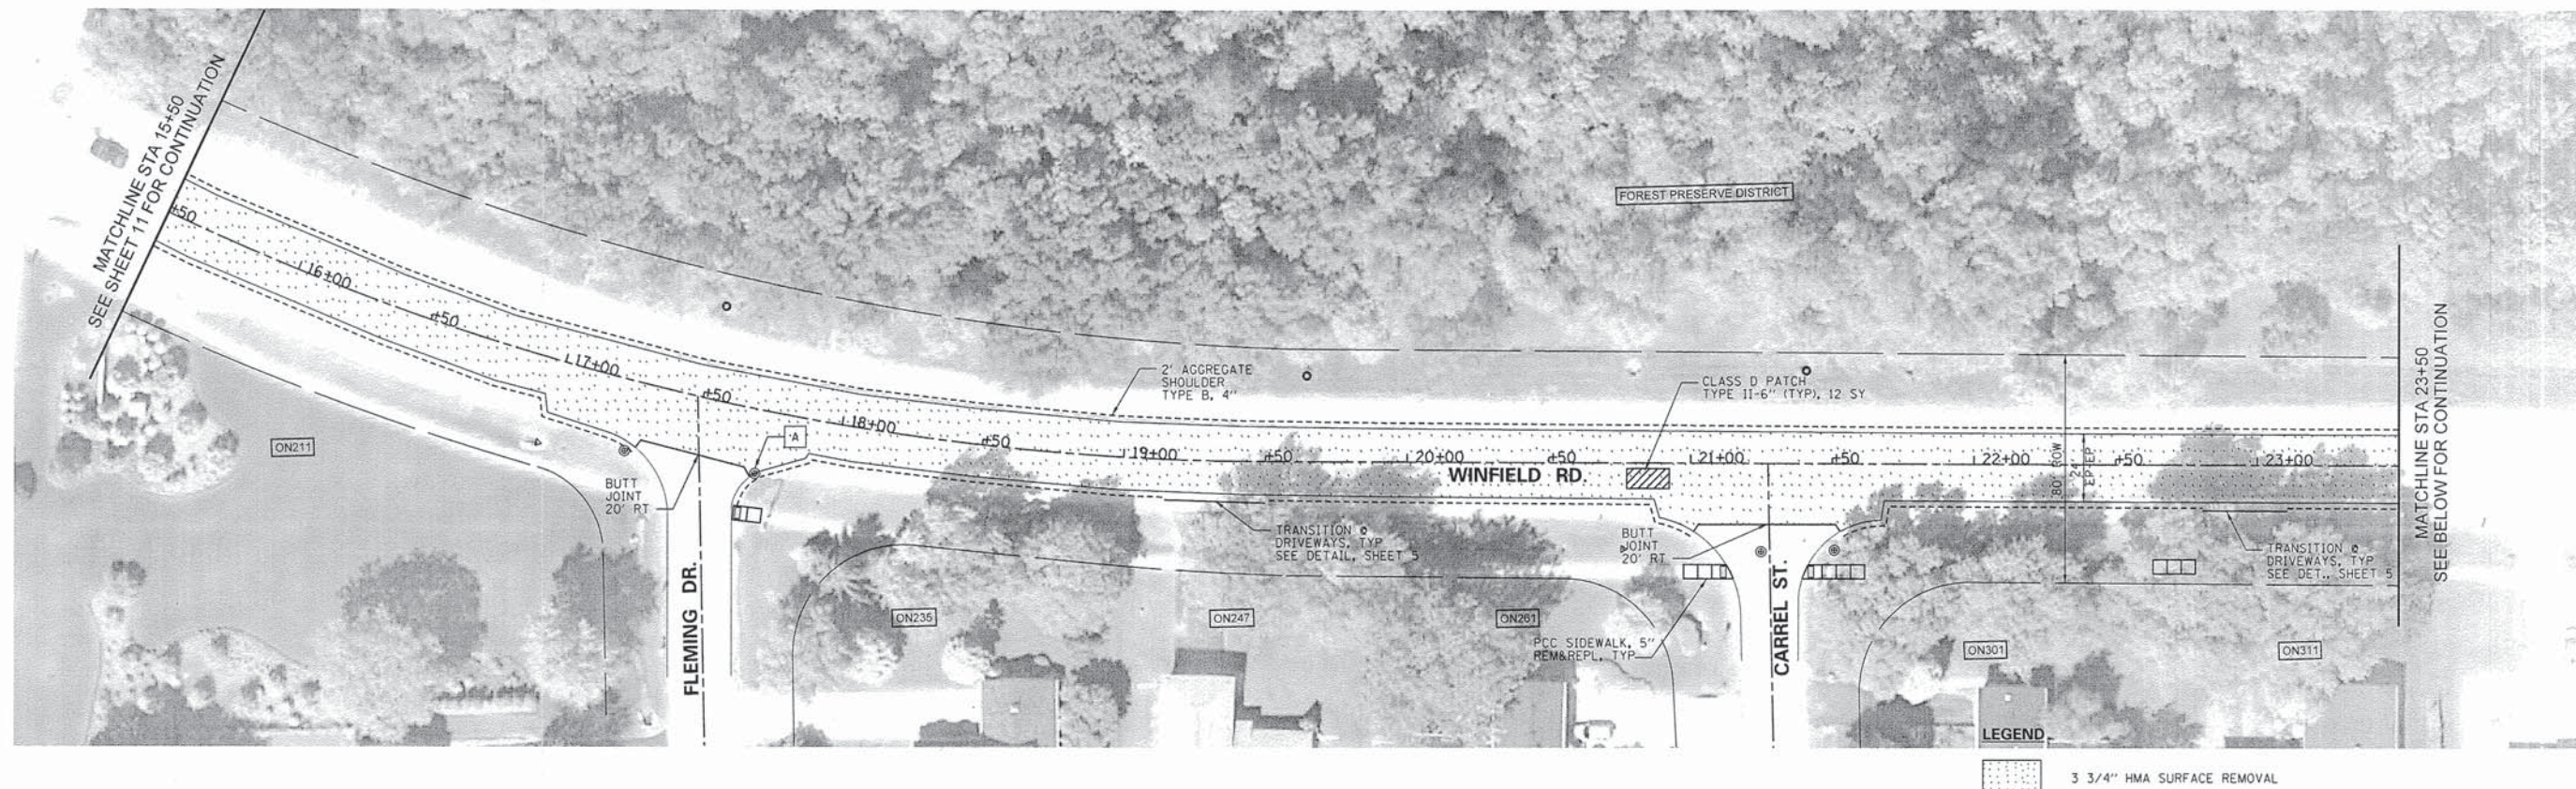 MATCHLINE STA 15+50
SEE SHEET 11 FOR CONTINUATION
+50
16+00
+50
17+00
+50
18+00
+50
19+00
+50
20+00
+50
21+00
+50
22+00
+50
23+00
FOREST PRESERVE DISTRICT
2' AGGREGATE
SHOULDER
TYPE B, 4"
CLASS D PATCH
TYPE II-6" (TYP), 12 SY
A
ON211
BUTT
JOINT
20' RT
WINFIELD RD.
80' ROW
24'
EP-EP
MATCHLINE STA 23+50
SEE BELOW FOR CONTINUATION
TRANSITION @
DRIVEWAYS, TYP
SEE DETAIL, SHEET 5
BUTT
JOINT
20' RT
TRANSITION @
DRIVEWAYS, TYP
SEE DET., SHEET 5
FLEMING DR.
ON235
ON247
ON261
PCC SIDEWALK, 5"
REM&REPL, TYP
CARREL ST.
ON301
ON311
LEGEND
3 3/4" HMA SURFACE REMOVAL